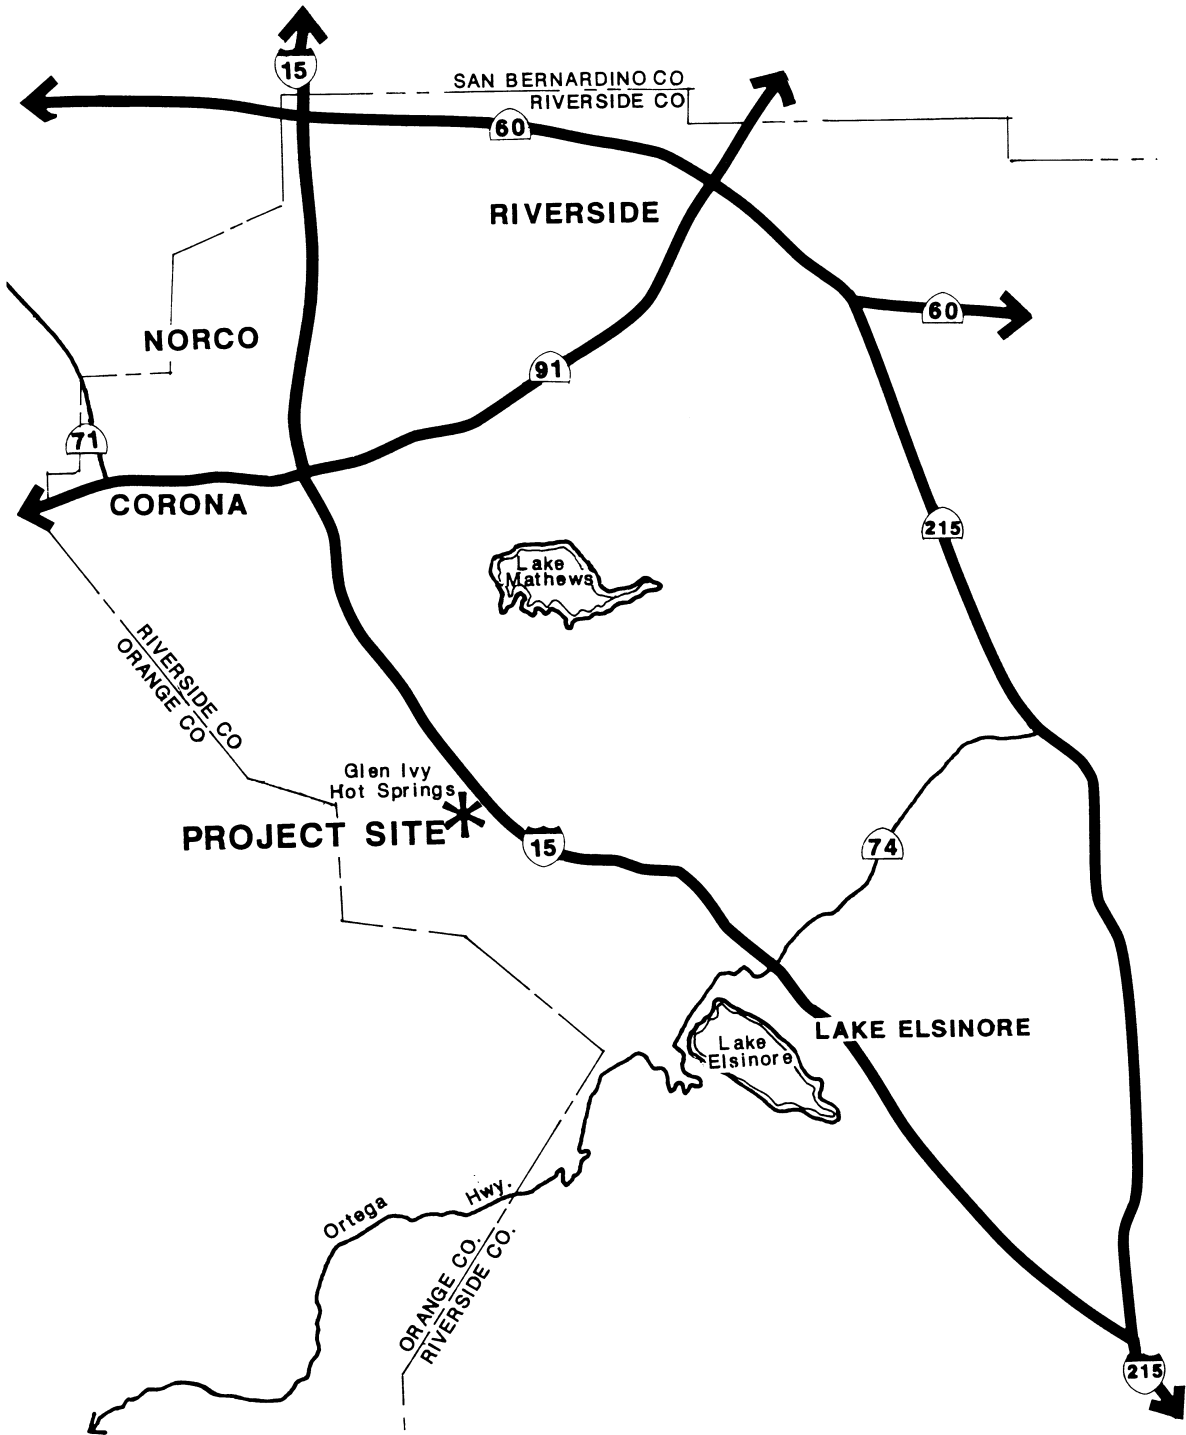 15
SAN BERNARDINO CO
RIVERSIDE CO
60
RIVERSIDE
60
NORCO
91
71
CORONA
215
Lake
Mathews
RIVERSIDE CO
ORANGE CO
Glen Ivy
Hot Springs
PROJECT SITE
15
74
LAKE ELSINORE
Lake
Elsinore
Ortega Hwy.
ORANGE CO.
RIVERSIDE CO.
215